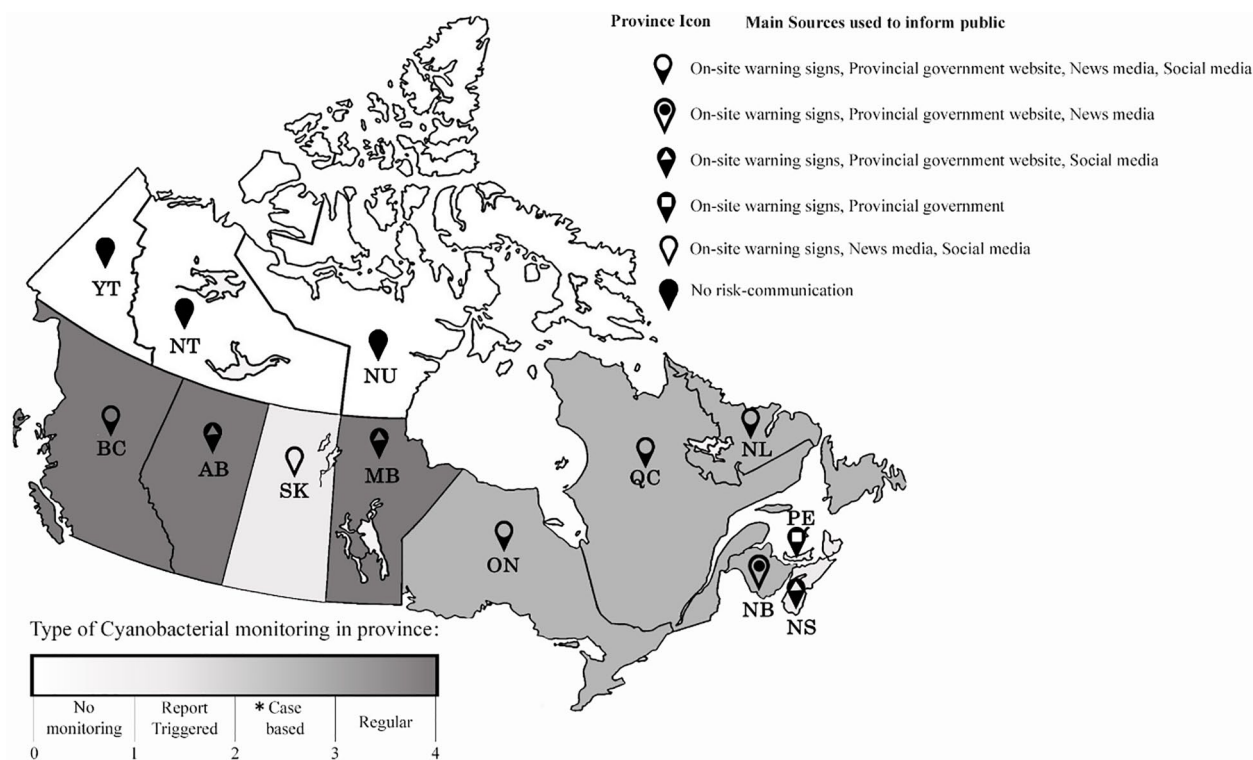 Province Icon Main Sources used to inform public
On-site warning signs, Provincial government website, News media, Social media
On-site warning signs, Provincial government website, News media
On-site warning signs, Provincial government website, Social media
On-site warning signs, Provincial government
On-site warning signs, News media, Social media
No risk-communication
YT
NT
NU
BC
AB
SK
MB
ON
QC
NL
PE
NB
NS
Type of Cyanobacterial monitoring in province:
No monitoring
Report Triggered
* Case based
Regular
0 1 2 3 4